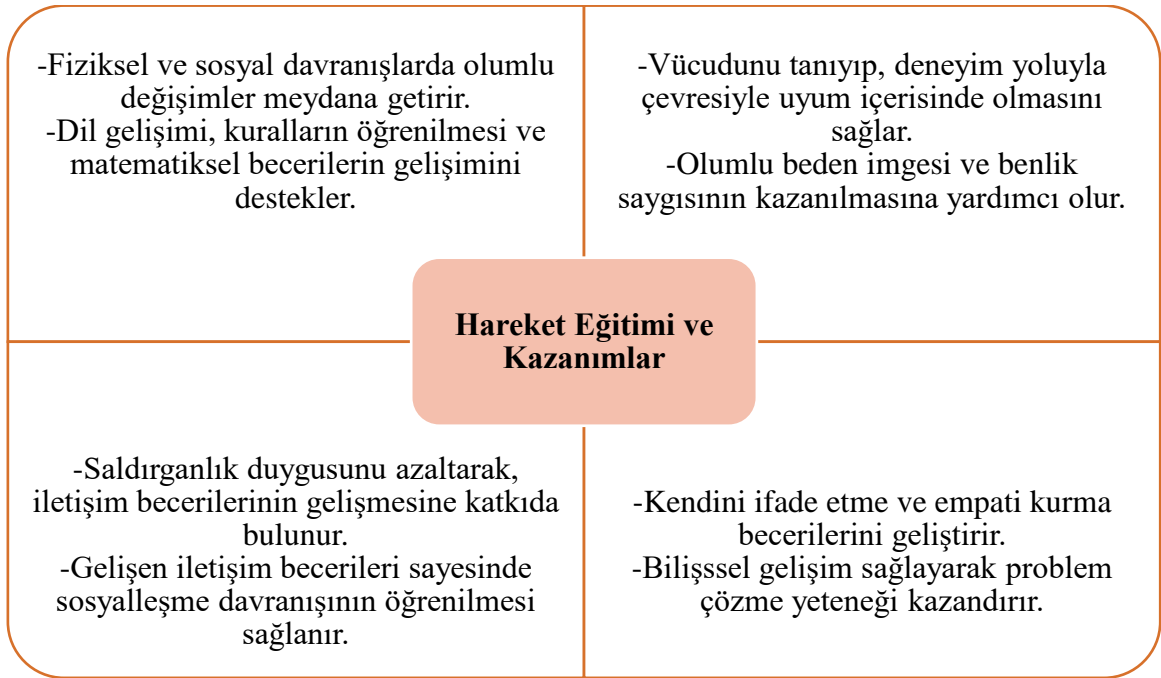 -Fiziksel ve sosyal davranışlarda olumlu
değişimler meydana getirir.
-Dil gelişimi, kuralların öğrenilmesi ve
matematiksel becerilerin gelişimini
destekler.
-Vücudunu tanıyıp, deneyim yoluyla
çevresiyle uyum içerisinde olmasını
sağlar.
-Olumlu beden imgesi ve benlik
saygısının kazanılmasına yardımcı olur.
Hareket Eğitimi ve
Kazanımlar
-Saldırganlık duygusunu azaltarak,
iletişim becerilerinin gelişmesine katkıda
bulunur.
-Gelişen iletişim becerileri sayesinde
sosyalleşme davranışının öğrenilmesi
sağlanır.
-Kendini ifade etme ve empati kurma
becerilerini geliştirir.
-Bilişssel gelişim sağlayarak problem
çözme yeteneği kazandırır.